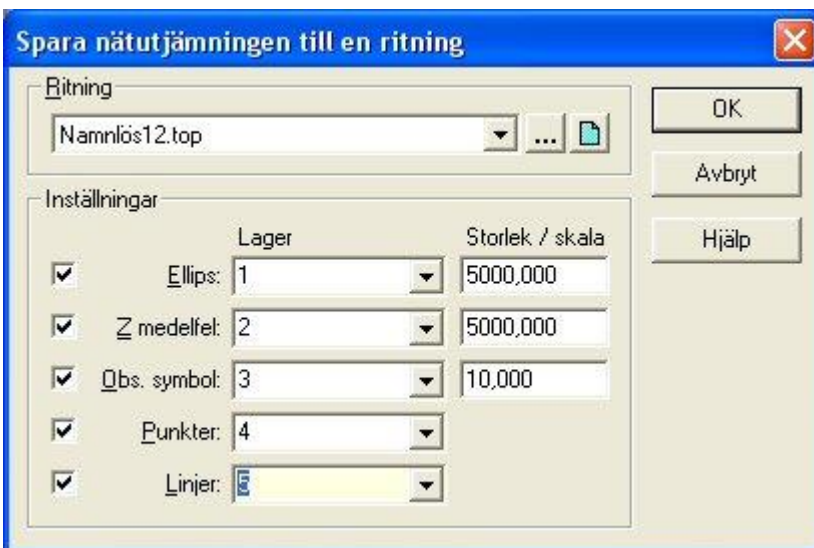 Spara nätutjämningen till en ritning
Ritning
Namnlös12.top
...
OK
Avbryt
Hjälp
Inställningar
Lager Storlek / skala
Ellips: 1 5000,000
Z medelfel: 2 5000,000
Obs. symbol: 3 10,000
Punkter: 4
Linjer: 5